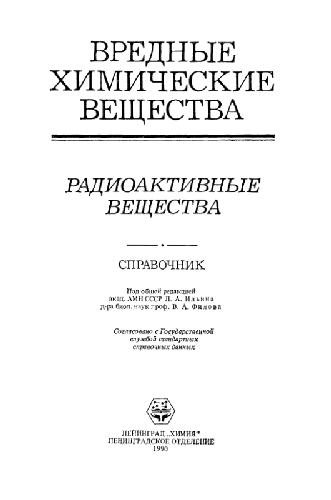 ВРЕДНЫЕ
ХИМИЧЕСКИЕ
ВЕЩЕСТВА
РАДИОАКТИВНЫЕ
ВЕЩЕСТВА
СПРАВОЧНИК
Под общей редакцией
акад. АМН СССР Л. А. Ильина
д-ра биол. наук проф. В. А. Филова
Согласовано с Государственной
службой стандартных
справочных данных
ЛЕНИНГРАД „ХИМИЯ“
ЛЕНИНГРАДСКОЕ ОТДЕЛЕНИЕ
1990